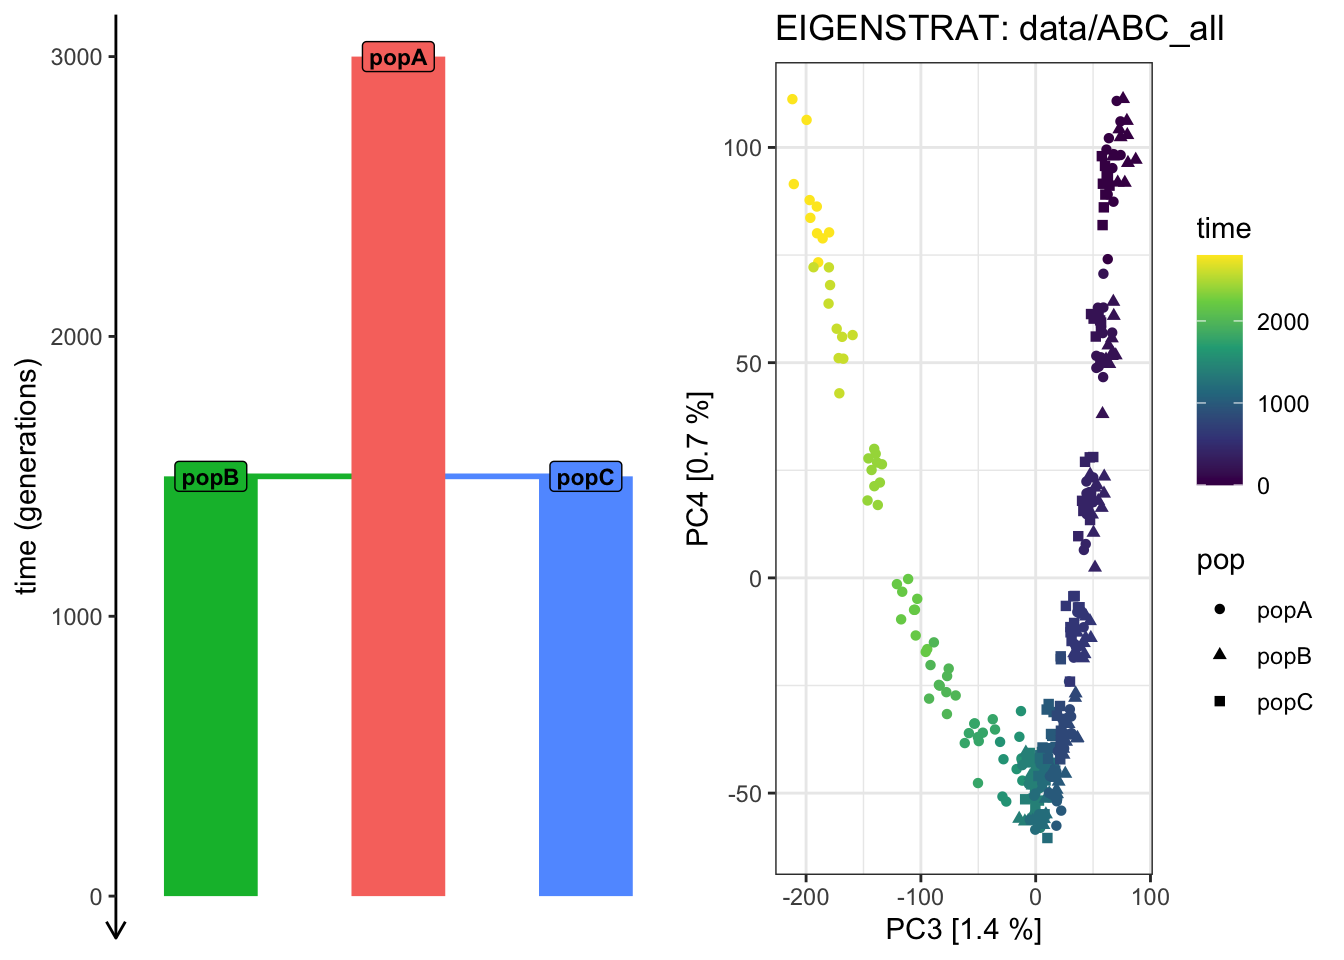 time (generations)
3000
2000
1000
0
popA
popB
popC
EIGENSTRAT: data/ABC_all
PC4 [0.7 %]
100
50
0
-50
-200
-100
0
100
PC3 [1.4 %]
time
2000
1000
0
pop
popA
popB
popC